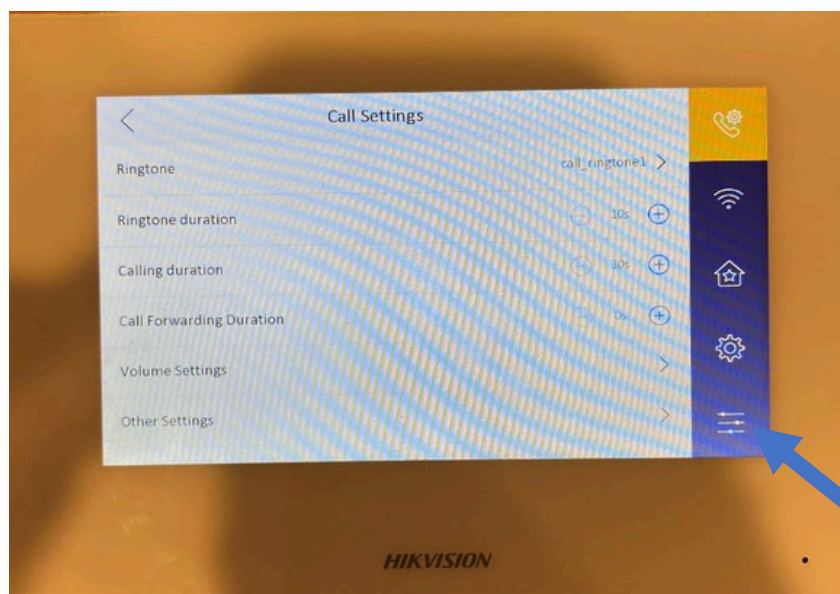 Call Settings
Ringtone call_ringtone1
Ringtone duration 10s
Calling duration 30s
Call Forwarding Duration 0s
Volume Settings
Other Settings
HIKVISION